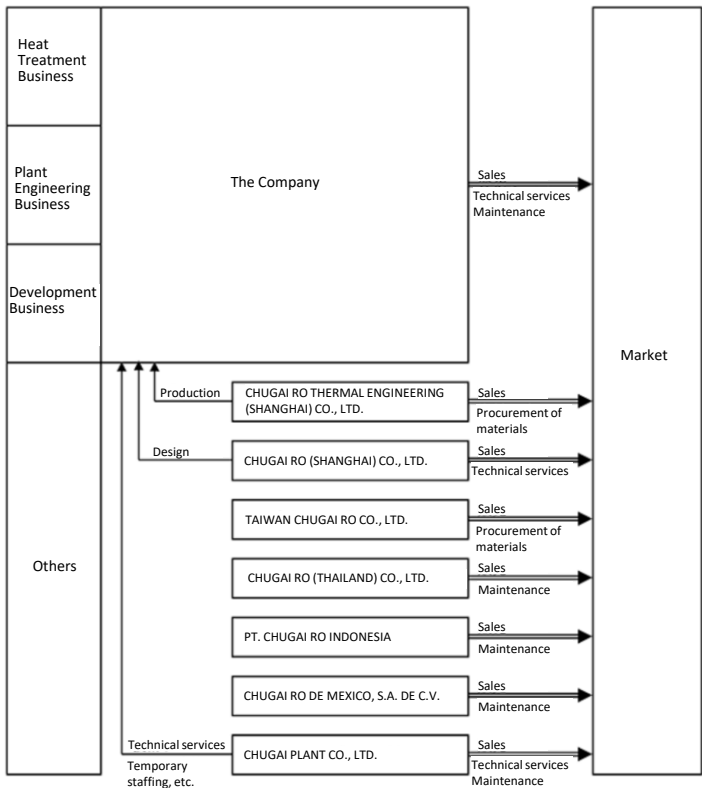 Heat
Treatment
Business
Plant
Engineering
Business
Development
Business
The Company
Sales
Technical services
Maintenance
Market
Others
Production
CHUGAI RO THERMAL ENGINEERING
(SHANGHAI) CO., LTD.
Sales
Procurement of
materials
Design
CHUGAI RO (SHANGHAI) CO., LTD.
Sales
Technical services
TAIWAN CHUGAI RO CO., LTD.
Sales
Procurement of
materials
CHUGAI RO (THAILAND) CO., LTD.
Sales
Maintenance
PT. CHUGAI RO INDONESIA
Sales
Maintenance
CHUGAI RO DE MEXICO, S.A. DE C.V.
Sales
Maintenance
Technical services
Temporary
staffing, etc.
CHUGAI PLANT CO., LTD.
Sales
Technical services
Maintenance